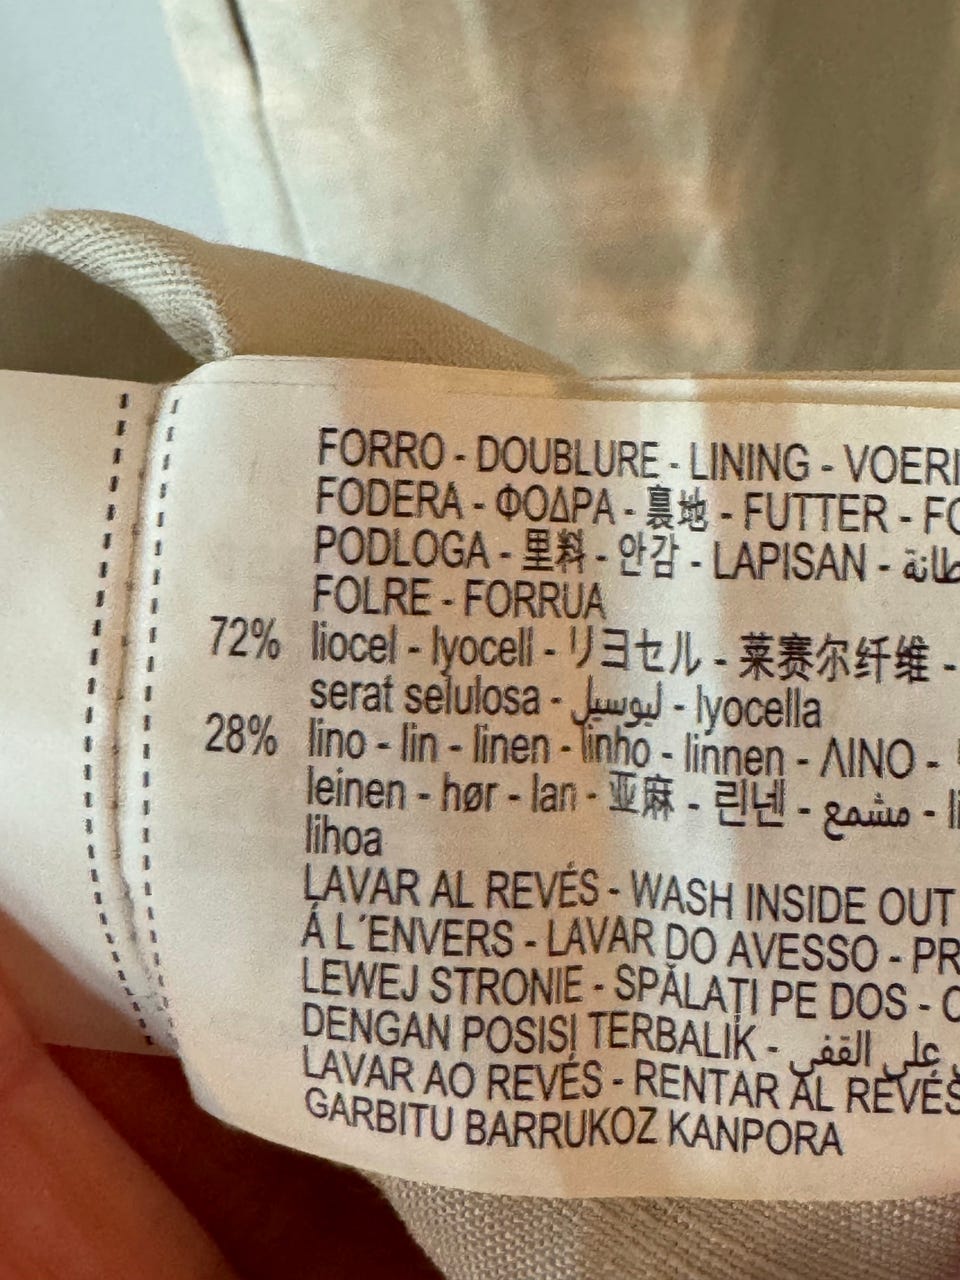 FORRO - DOUBLURE - LINING - VOERI
FODERA - ΦΟΔΡΑ - 裏地 - FUTTER - FO
PODLOGA - 里料 - 안감 - LAPISAN -
FOLRE - FORRUA
72% liocel - lyocell - リヨセル - 莱赛尔纤维 -
serat selulosa - ليوسيل - lyocella
28% lino - lin - linen - linho - linnen - ΛΙΝΟ -
leinen - hør - lan - 亚麻 - 린넨 - مشمع - li
lihoa
LAVAR AL REVÉS - WASH INSIDE OUT
À L´ENVERS - LAVAR DO AVESSO - PR
LEWEJ STRONIE - SPĂLAȚI PE DOS -
DENGAN POSISI TERBALIK - على القفى
LAVAR AO REVÉS - RENTAR AL REVÉS
GARBITU BARRUKOZ KANPORA